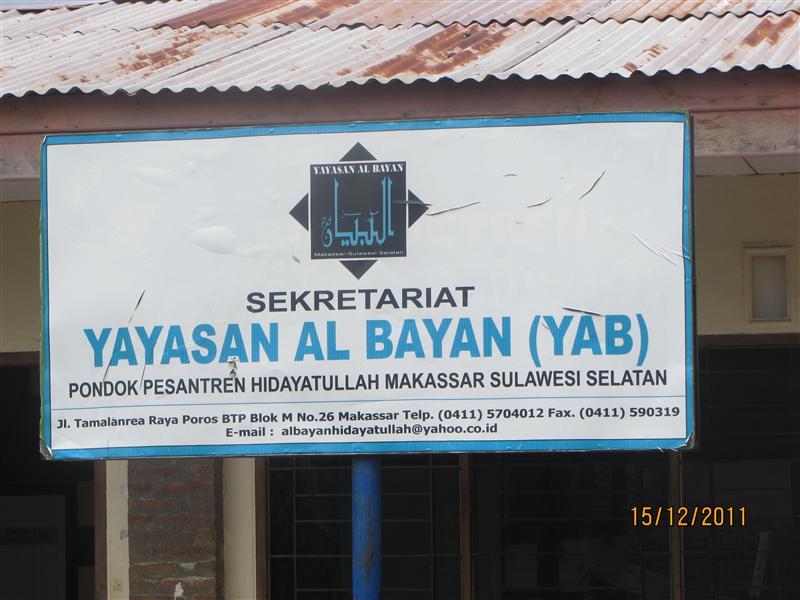 YAYASAN AL BAYAN
البيان
Makassar-Sulawesi Selatan
SEKRETARIAT
YAYASAN AL BAYAN (YAB)
PONDOK PESANTREN HIDAYATULLAH MAKASSAR SULAWESI SELATAN
Jl. Tamalanrea Raya Poros BTP Blok M No.26 Makassar Telp. (0411) 5704012 Fax. (0411) 590319
E-mail : albayanhidayatullah@yahoo.co.id
15/12/2011